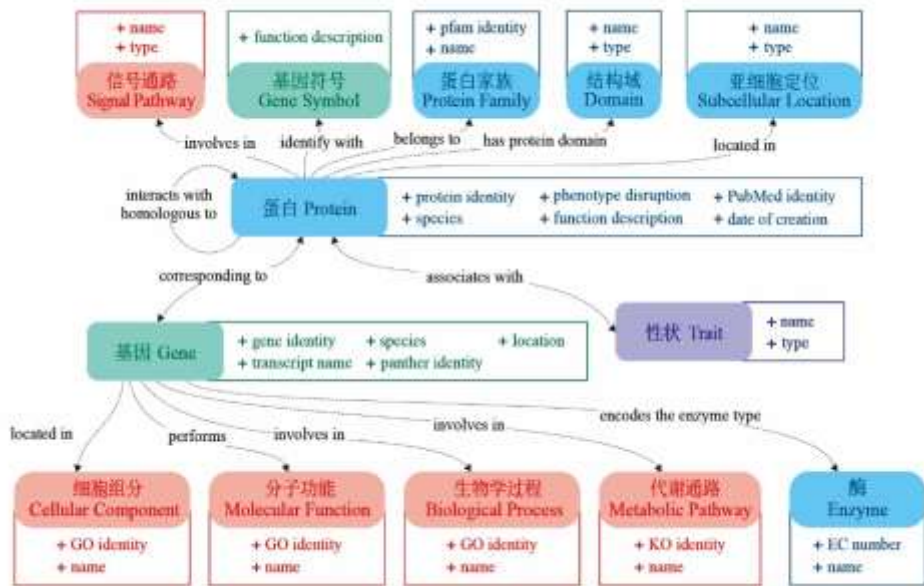 + name
+ type
信号通路
Signal Pathway
+ function description
基因符号
Gene Symbol
+ pfam identity
+ name
蛋白家族
Protein Family
+ name
+ type
结构域
Domain
+ name
+ type
亚细胞定位
Subcellular Location
involves in
identify with
belongs to
has protein domain
located in
interacts with
homologous to
蛋白 Protein
+ protein identity
+ species
+ phenotype disruption
+ function description
+ PubMed identity
+ date of creation
corresponding to
associates with
基因 Gene
+ gene identity
+ transcript name
+ species
+ panther identity
+ location
性状 Trait
+ name
+ type
located in
performs
involves in
involves in
encodes the enzyme type
细胞组分
Cellular Component
+ GO identity
+ name
分子功能
Molecular Function
+ GO identity
+ name
生物学过程
Biological Process
+ GO identity
+ name
代谢通路
Metabolic Pathway
+ KO identity
+ name
酶
Enzyme
+ EC number
+ name